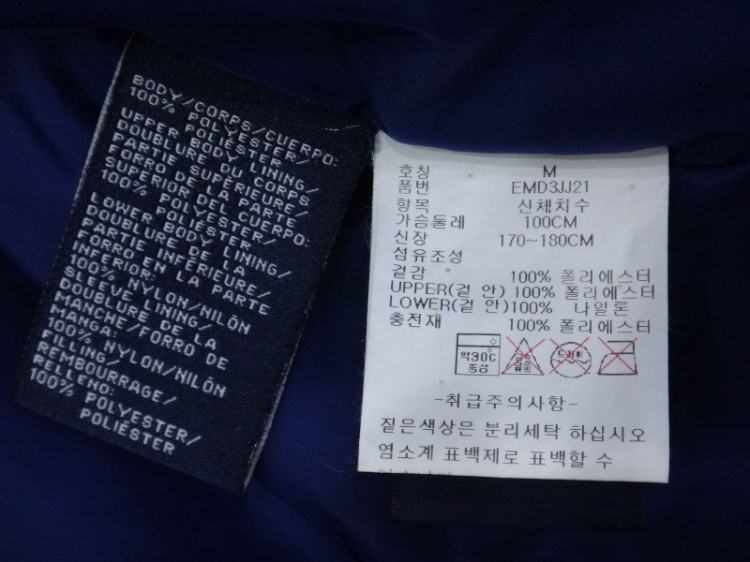 BODY/CORPS/CUERPO:
100% POLYESTER/
POLIÉSTER
UPPER BODY LINING/
DOUBLURE DU CORPS
PARTIE SUPÉRIEURE/
FORRO DEL CUERPO:
SUPERIOR DE LA PARTE
100% POLYESTER/
POLIÉSTER
LOWER BODY LINING/
DOUBLURE DE LA
PARTIE INFÉRIEURE/
FORRO EN LA PARTE
INFERIOR:
100% NYLON/NILÓN
SLEEVE LINING/
DOUBLURE DE LA
MANCHE/FORRO DE
MANGA:
100% NYLON/NILÓN
FILLING/
REMBOURRAGE/
RELLENO:
100% POLYESTER/
POLIÉSTER
호칭 M
품번 EMD3JJ21
항목 신체치수
가슴둘레 100CM
신장 170~180CM
섬유조성
겉감 100% 폴리에스터
UPPER(겉 안) 100% 폴리에스터
LOWER(겉 안)100% 나일론
충전재 100% 폴리에스터
약30℃
중성
-취급주의사항-
짙은색상은 분리세탁 하십시오
염소계 표백제로 표백할 수